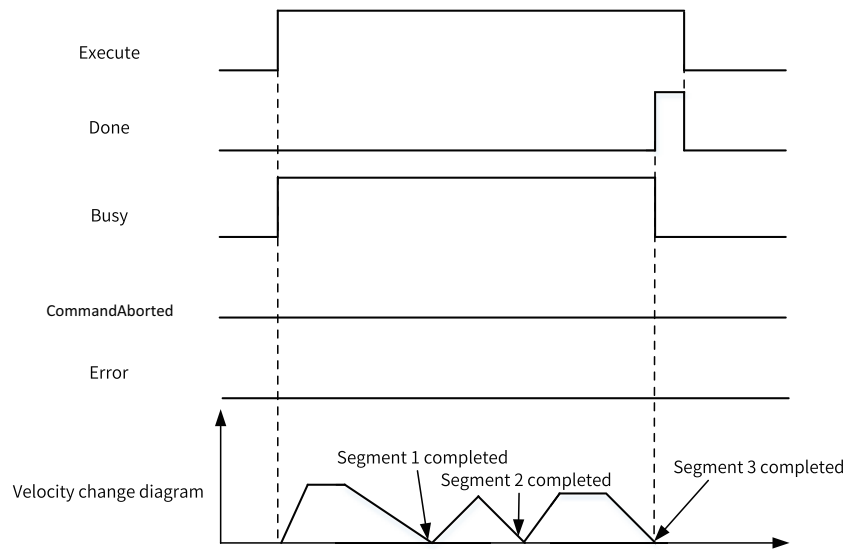 Execute
Done
Busy
CommandAborted
Error
Segment 1 completed
Segment 2 completed
Segment 3 completed
Velocity change diagram